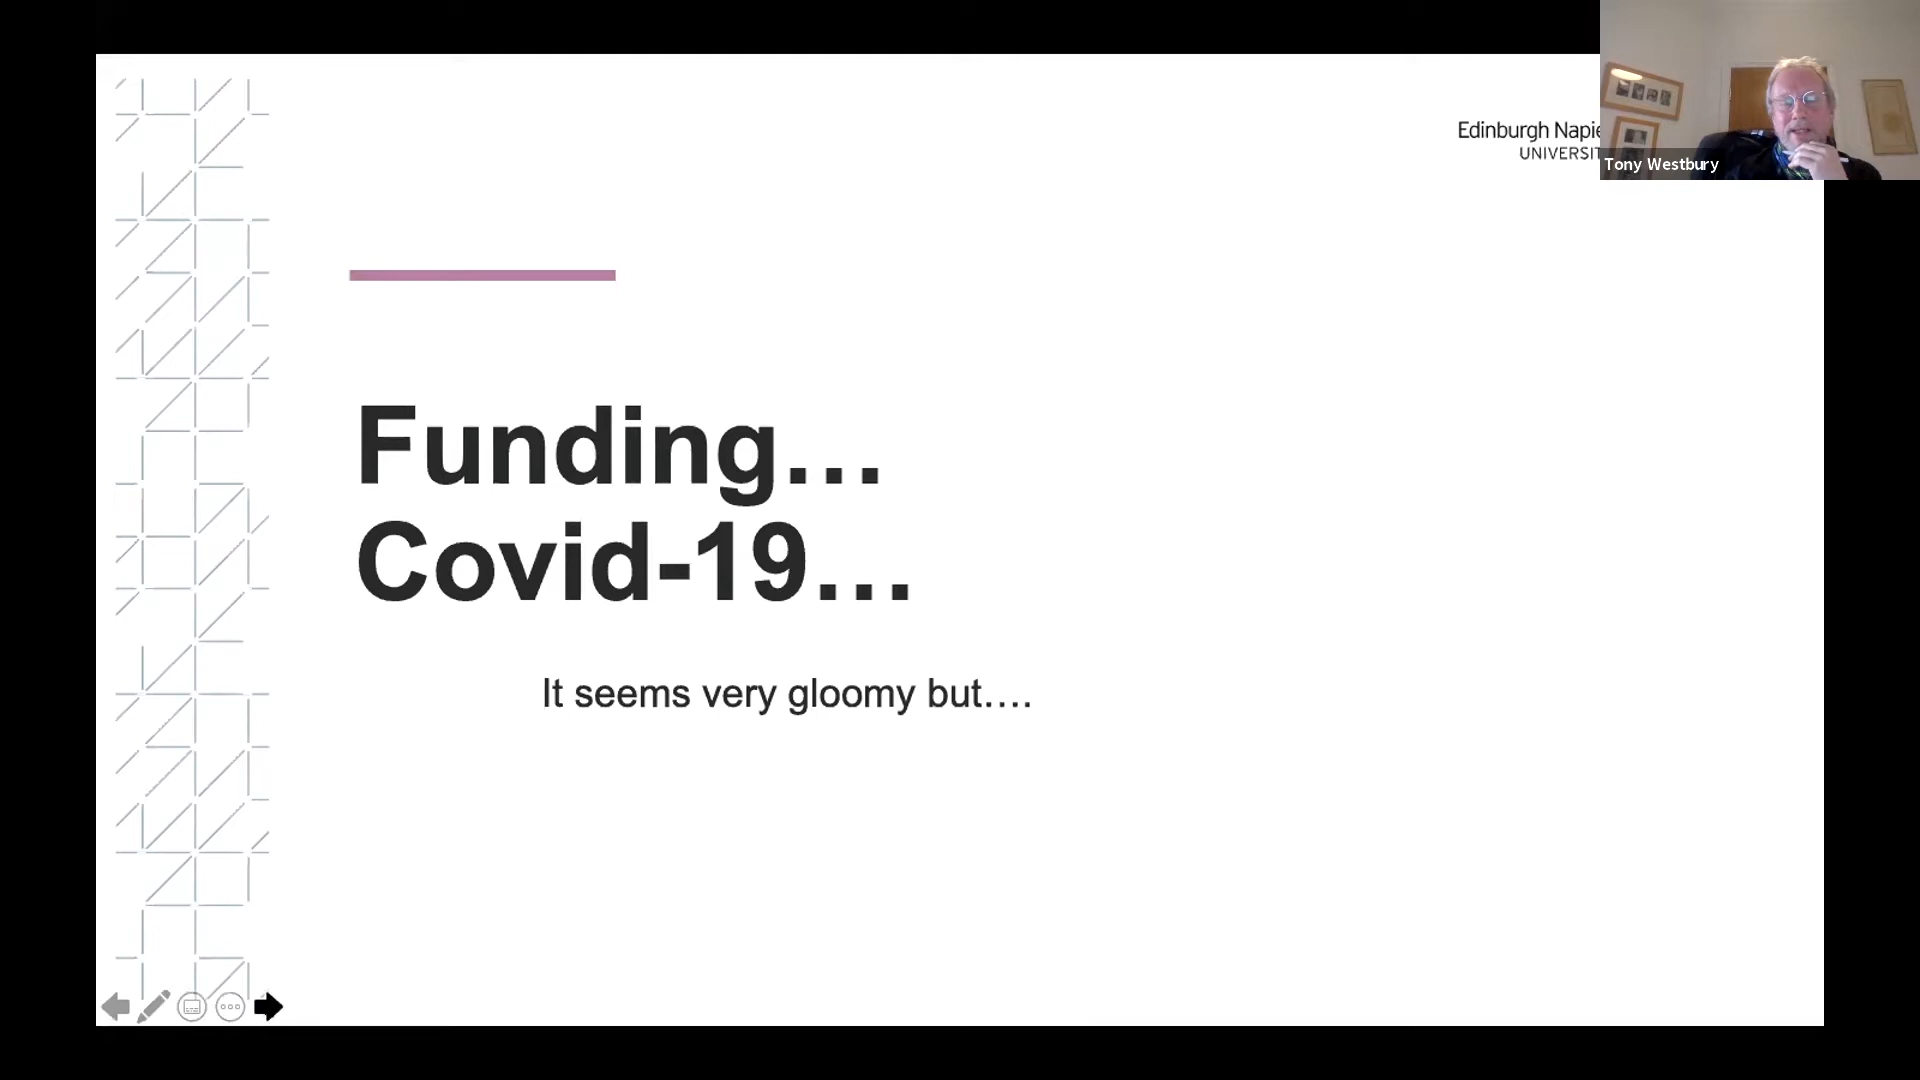 Edinburgh Napie
UNIVERSIT
Tony Westbury
Funding…
Covid-19…
It seems very gloomy but….